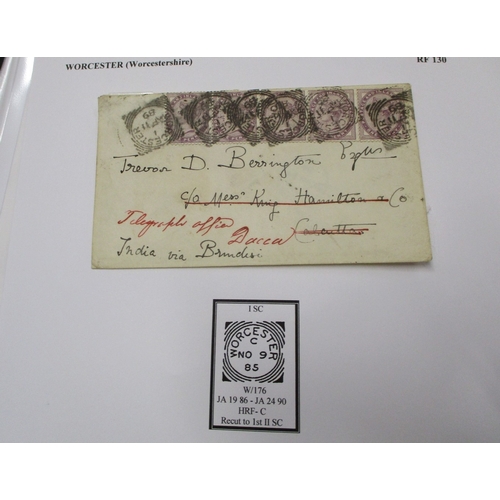 WORCESTER (Worcestershire) RF 130
Trevor D. Berrington Esqre
c/o Messrs King Hamilton & Co
Telegraph office Dacca Calcutta
India via Brindisi
I SC
WORCESTER
C
NO 9
85
W/176
JA 19 86 - JA 24 90
HRF- C
Recut to 1st II SC